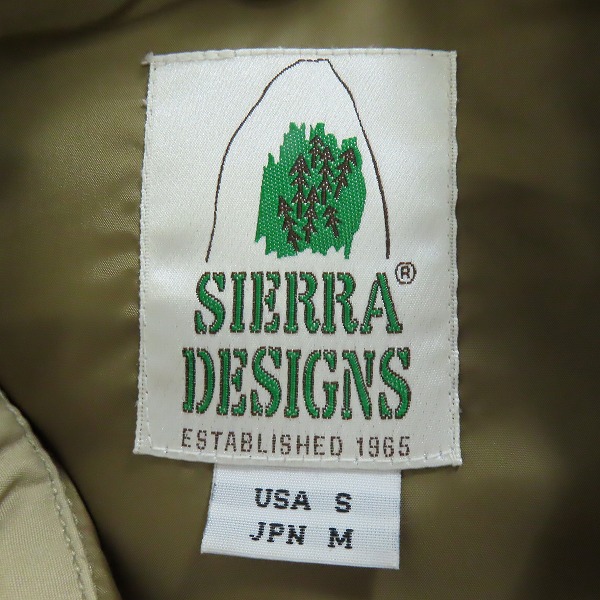 SIERRA®
DESIGNS
ESTABLISHED 1965
USA S
JPN M